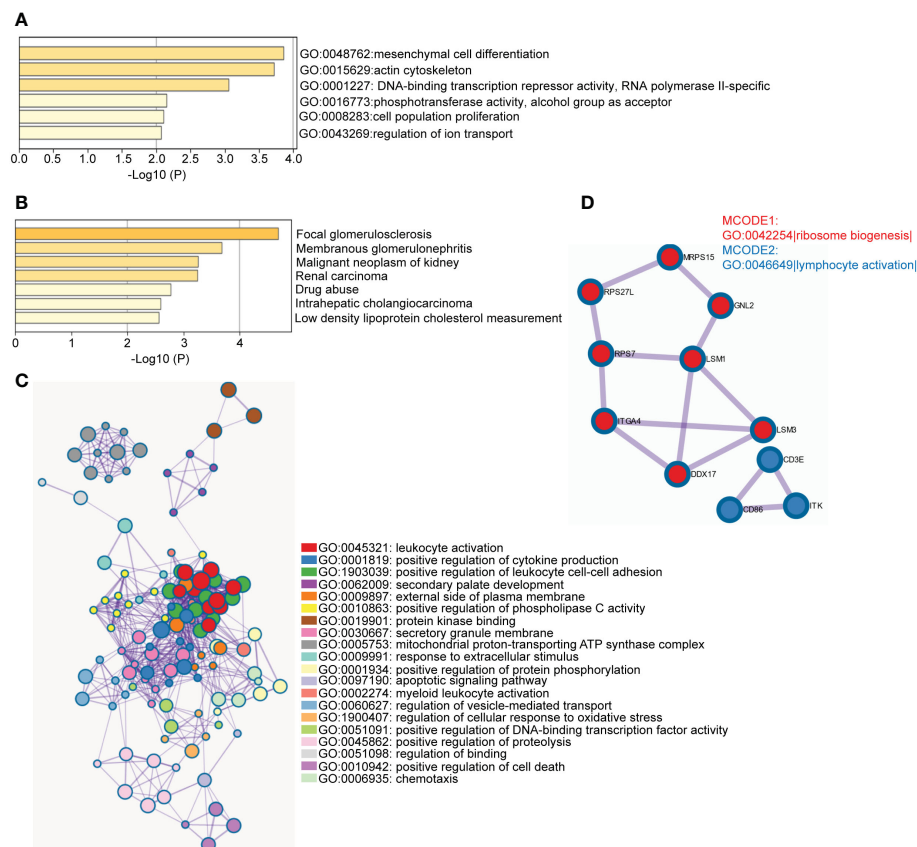 A
GO:0048762:mesenchymal cell differentiation
GO:0015629:actin cytoskeleton
GO:0001227: DNA-binding transcription repressor activity, RNA polymerase II-specific
GO:0016773:phosphotransferase activity, alcohol group as acceptor
GO:0008283:cell population proliferation
GO:0043269:regulation of ion transport
0.0 0.5 1.0 1.5 2.0 2.5 3.0 3.5 4.0
-Log10 (P)
B
Focal glomerulosclerosis
Membranous glomerulonephritis
Malignant neoplasm of kidney
Renal carcinoma
Drug abuse
Intrahepatic cholangiocarcinoma
Low density lipoprotein cholesterol measurement
0 2 4
-Log10 (P)
C
GO:0045321: leukocyte activation
GO:0001819: positive regulation of cytokine production
GO:1903039: positive regulation of leukocyte cell-cell adhesion
GO:0062009: secondary palate development
GO:0009897: external side of plasma membrane
GO:0010863: positive regulation of phospholipase C activity
GO:0019901: protein kinase binding
GO:0030667: secretory granule membrane
GO:0005753: mitochondrial proton-transporting ATP synthase complex
GO:0009991: response to extracellular stimulus
GO:0001934: positive regulation of protein phosphorylation
GO:0097190: apoptotic signaling pathway
GO:0002274: myeloid leukocyte activation
GO:0060627: regulation of vesicle-mediated transport
GO:1900407: regulation of cellular response to oxidative stress
GO:0051091: positive regulation of DNA-binding transcription factor activity
GO:0045862: positive regulation of proteolysis
GO:0051098: regulation of binding
GO:0010942: positive regulation of cell death
GO:0006935: chemotaxis
D
MCODE1:
GO:0042254|ribosome biogenesis|
MCODE2:
GO:0046649|lymphocyte activation|
MRPS15
RPS27L
GNL2
RPS7
LSM1
ITGA4
LSM3
DDX17
CD3E
CD86
ITK